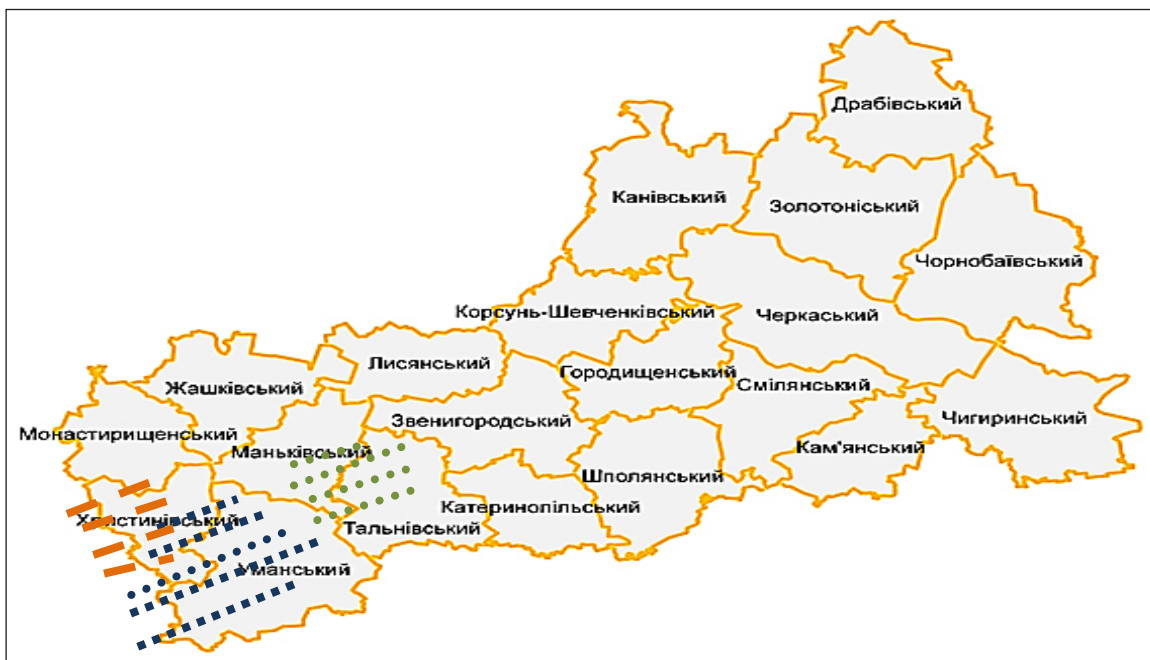 Драбівський
Канівський
Золотоніський
Чорнобаївський
Корсунь-Шевченківський
Черкаський
Лисянський
Городищенський
Жашківський
Смілянський
Звенигородський
Чигиринський
Монастирищенський
Маньківський
Кам'янський
Шполянський
Катеринопільський
Христинівський
Тальнівський
Уманський